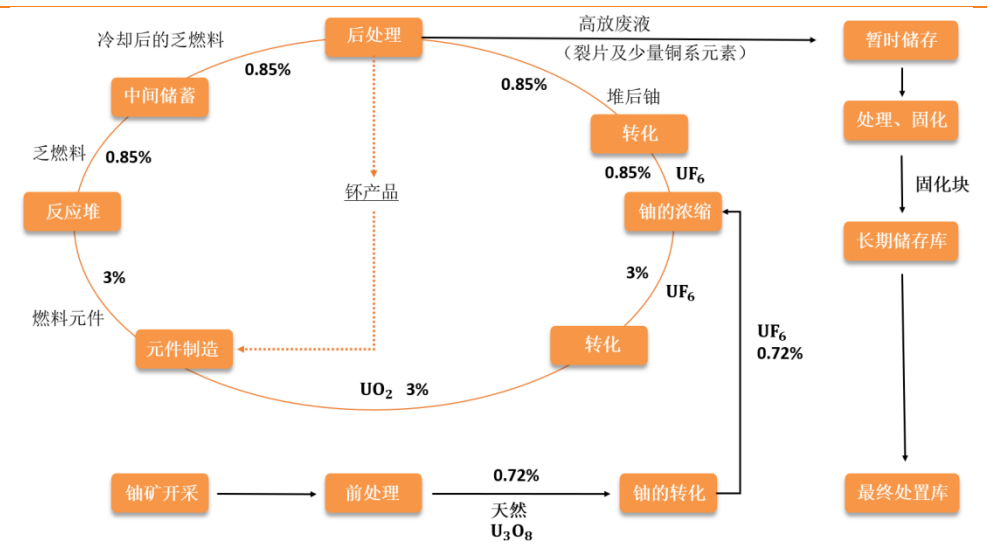 后处理
高放废液
（裂片及少量铜系元素）
暂时储存
冷却后的乏燃料
0.85%
0.85%
中间储蓄
堆后铀
处理、固化
转化
乏燃料
0.85%
0.85%
UF₆
钚产品
固化块
反应堆
铀的浓缩
长期储存库
3%
3%
UF₆
燃料元件
元件制造
转化
UF₆
0.72%
UO₂ 3%
铀矿开采
前处理
0.72%
天然
U₃O₈
铀的转化
最终处置库